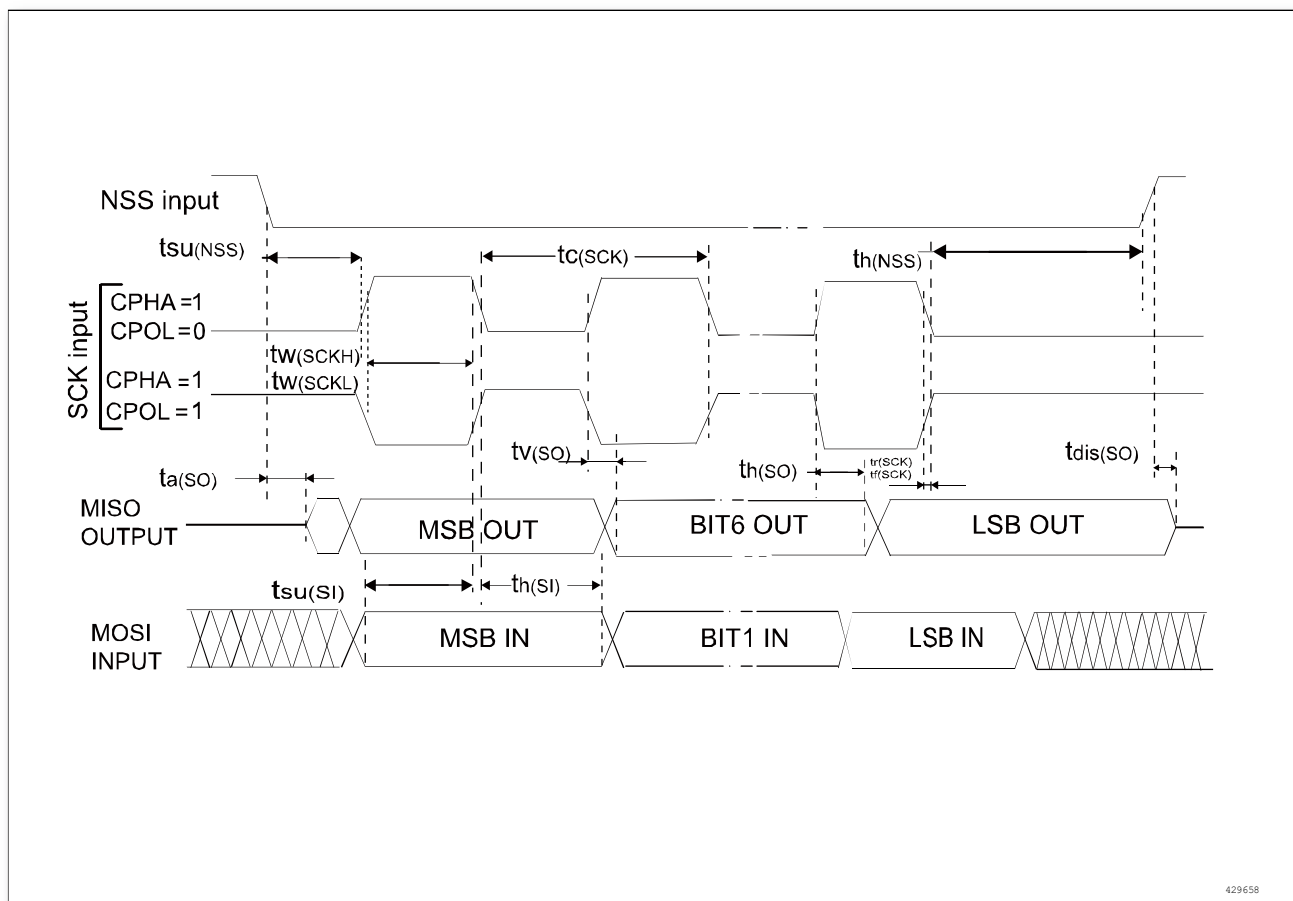 NSS input
tsu(NSS)
tc(SCK)
th(NSS)
SCK input
CPHA =1
CPOL=0
tw(SCKH)
CPHA =1
tw(SCKL)
CPOL =1
tv(SO)
th(SO)
tr(SCK)
tf(SCK)
tdis(SO)
ta(SO)
MISO
OUTPUT
MSB OUT
BIT6 OUT
LSB OUT
tsu(SI)
th(SI)
MOSI
INPUT
MSB IN
BIT1 IN
LSB IN
429658